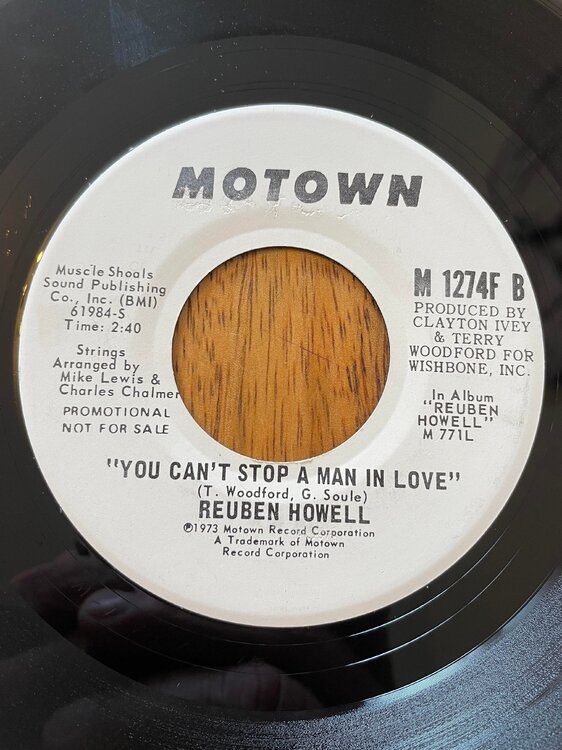 MOTOWN
Muscle Shoals
Sound Publishing
Co., Inc. (BMI)
61984-S
Time: 2:40
Strings
Arranged by
Mike Lewis &
Charles Chalmer
PROMOTIONAL
NOT FOR SALE
M 1274F B
PRODUCED BY
CLAYTON IVEY
& TERRY
WOODFORD FOR
WISHBONE, INC.
In Album
"REUBEN
HOWELL"
M 771L
"YOU CAN'T STOP A MAN IN LOVE"
(T. Woodford, G. Soule)
REUBEN HOWELL
℗1973 Motown Record Corporation
A Trademark of Motown
Record Corporation